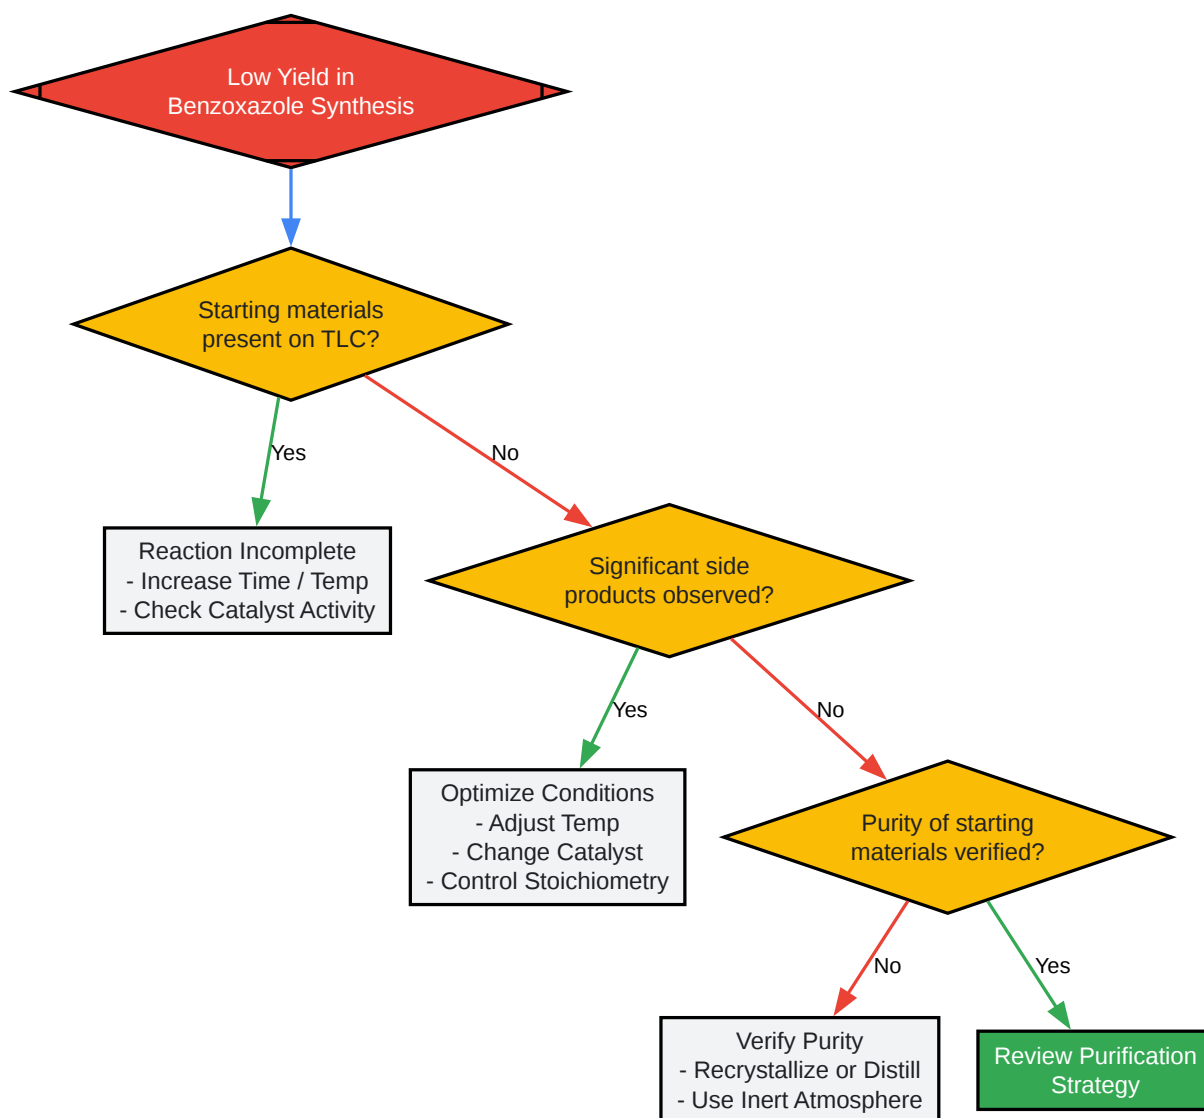 Low Yield in
Benzoxazole Synthesis
Starting materials
present on TLC?
Yes
No
Reaction Incomplete
- Increase Time / Temp
- Check Catalyst Activity
Significant side
products observed?
Yes
No
Optimize Conditions
- Adjust Temp
- Change Catalyst
- Control Stoichiometry
Purity of starting
materials verified?
No
Yes
Verify Purity
- Recrystallize or Distill
- Use Inert Atmosphere
Review Purification
Strategy